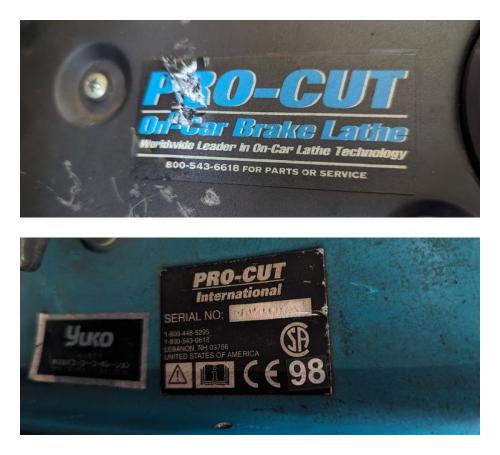 PRO-CUT
On-Car Brake Lathe
Worldwide Leader in On-Car Lathe Technology
800-543-6618 FOR PARTS OR SERVICE
PRO-CUT
International
SERIAL NO:
1-800-448-5295
1-800-543-6618
LEBANON, NH 03766
UNITED STATES OF AMERICA
SA
CE 98
YUKO